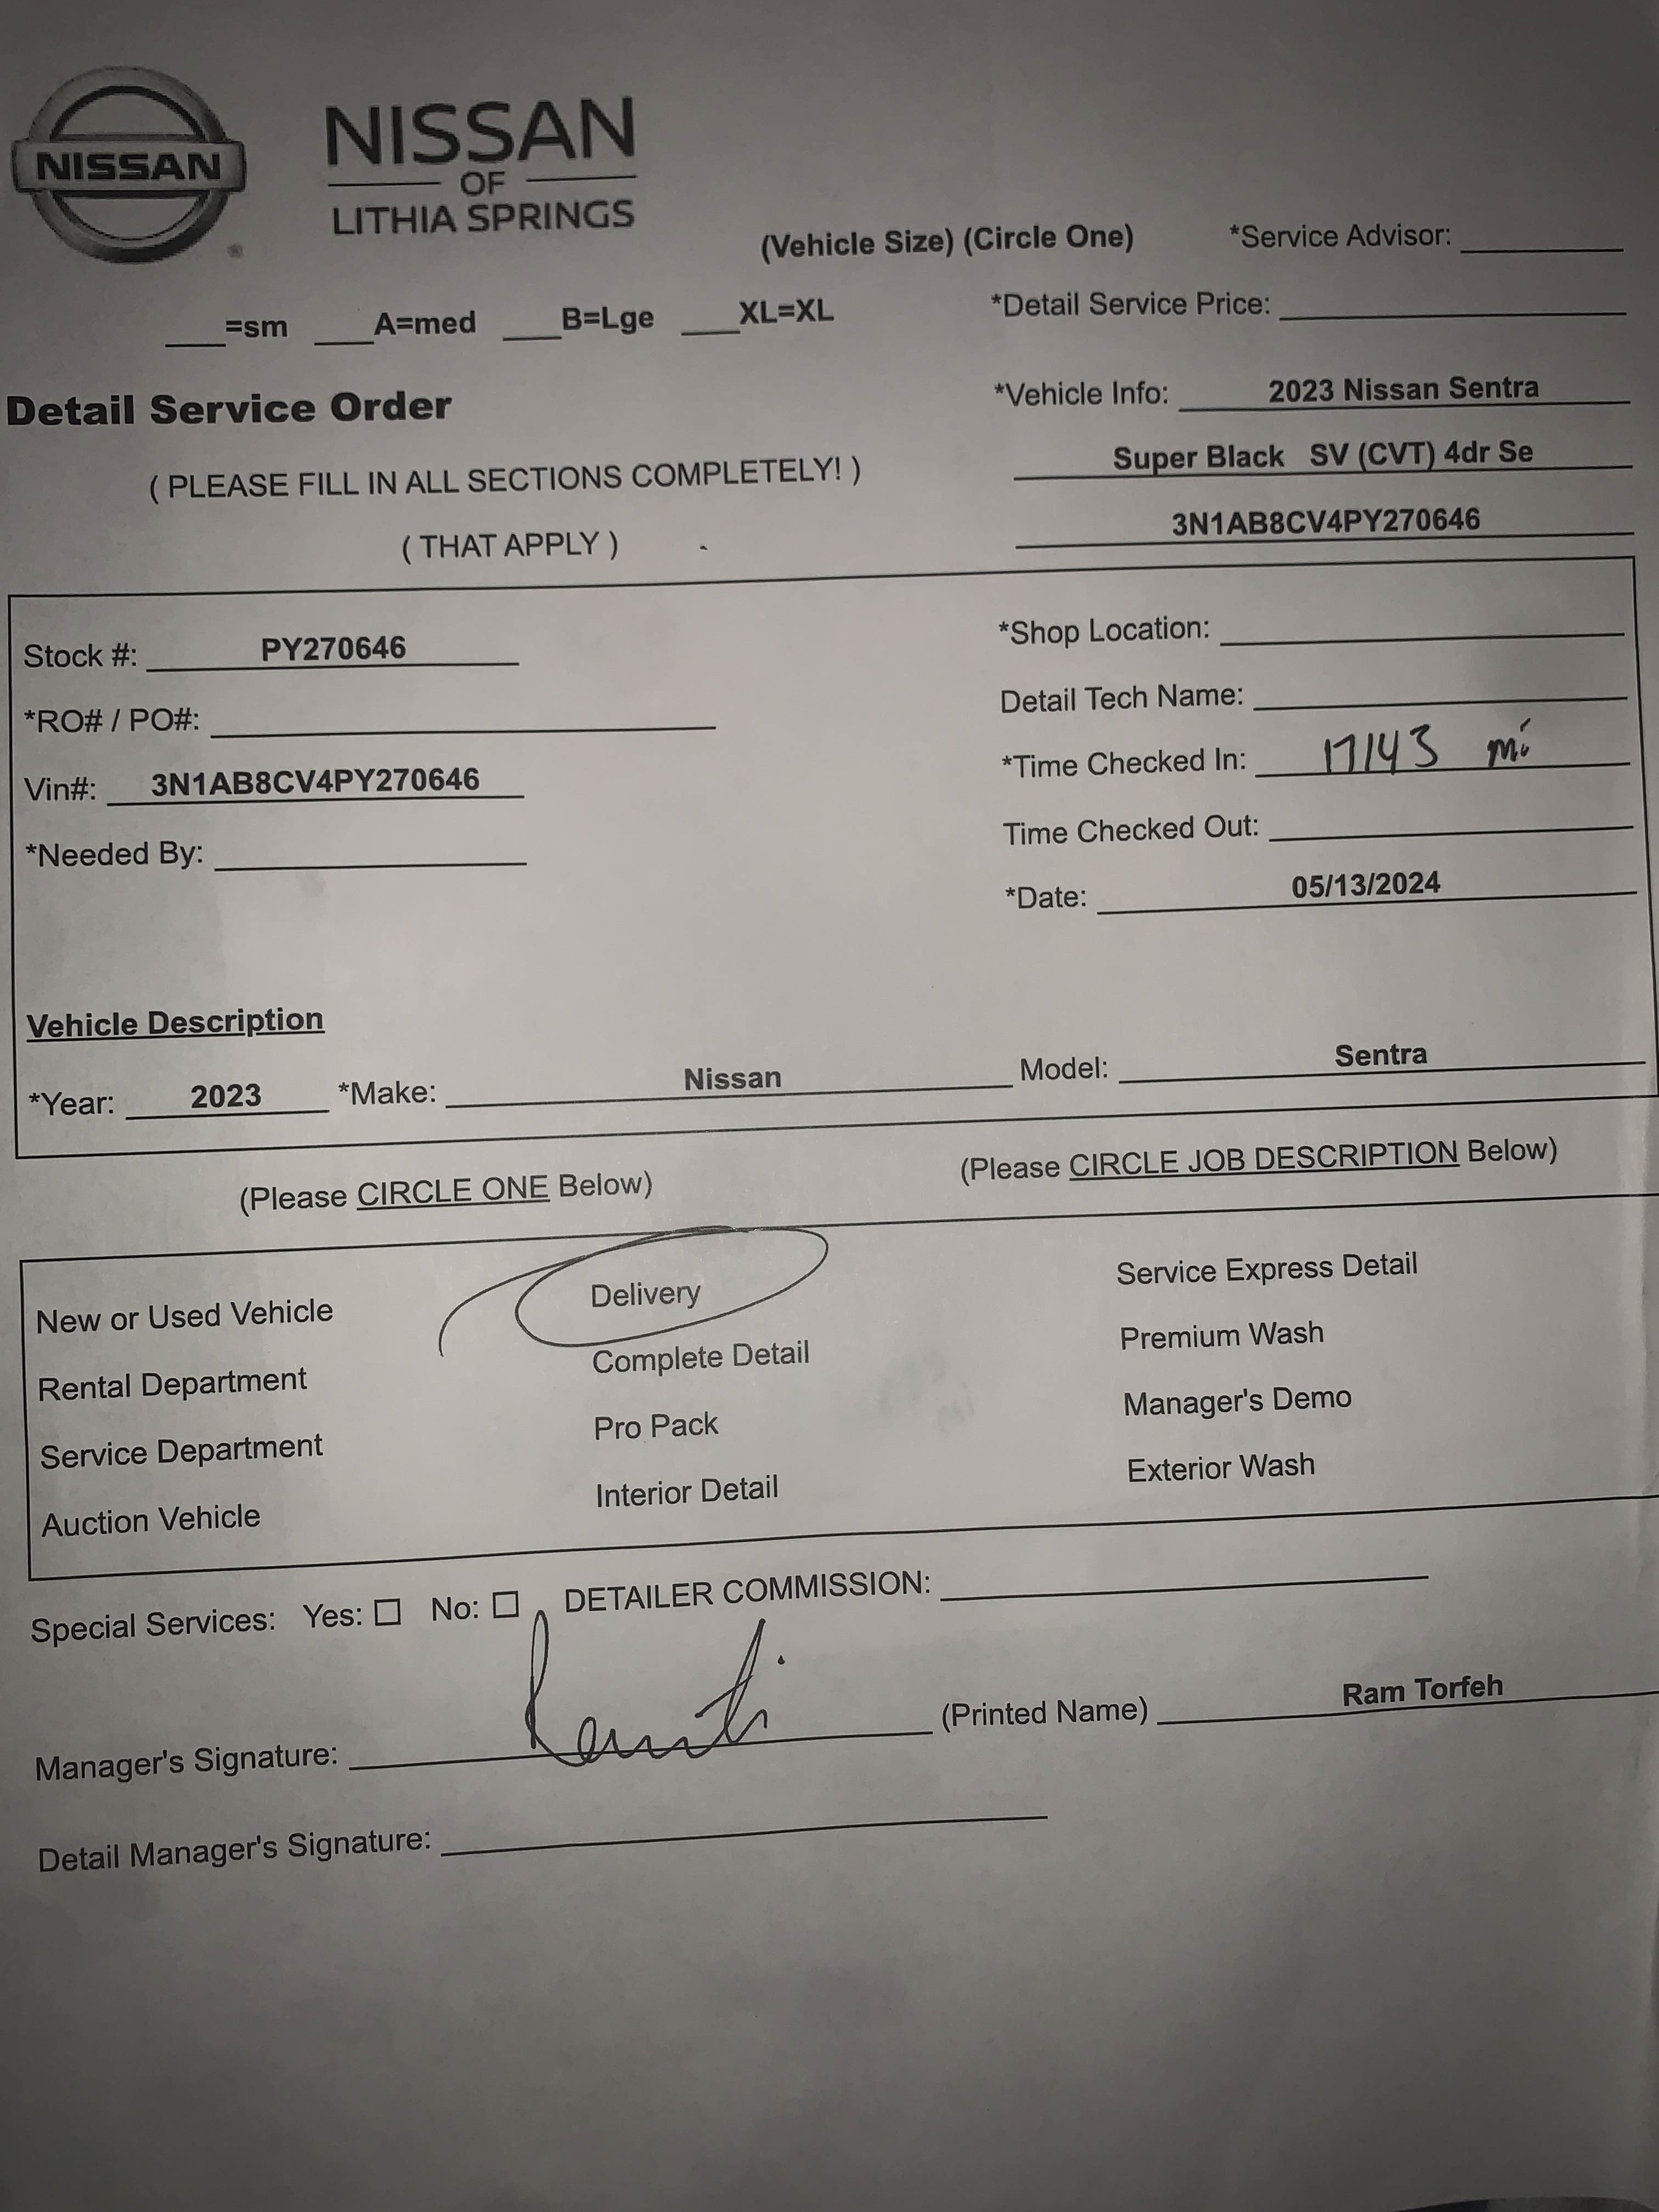 NISSAN
NISSAN
OF
LITHIA SPRINGS
(Vehicle Size) (Circle One) *Service Advisor:
=sm A=med B=Lge XL=XL *Detail Service Price:
Detail Service Order *Vehicle Info: 2023 Nissan Sentra
( PLEASE FILL IN ALL SECTIONS COMPLETELY! ) Super Black SV (CVT) 4dr Se
( THAT APPLY ) 3N1AB8CV4PY270646
Stock #: PY270646 *Shop Location:
*RO# / PO#: Detail Tech Name:
Vin#: 3N1AB8CV4PY270646 *Time Checked In: 17143 mi
*Needed By: Time Checked Out:
*Date: 05/13/2024
Vehicle Description
*Year: 2023 *Make: Nissan Model: Sentra
(Please CIRCLE ONE Below) (Please CIRCLE JOB DESCRIPTION Below)
New or Used Vehicle Delivery Service Express Detail
Rental Department Complete Detail Premium Wash
Service Department Pro Pack Manager's Demo
Auction Vehicle Interior Detail Exterior Wash
Special Services: Yes: No: DETAILER COMMISSION:
Manager's Signature: (Printed Name) Ram Torfeh
Detail Manager's Signature: